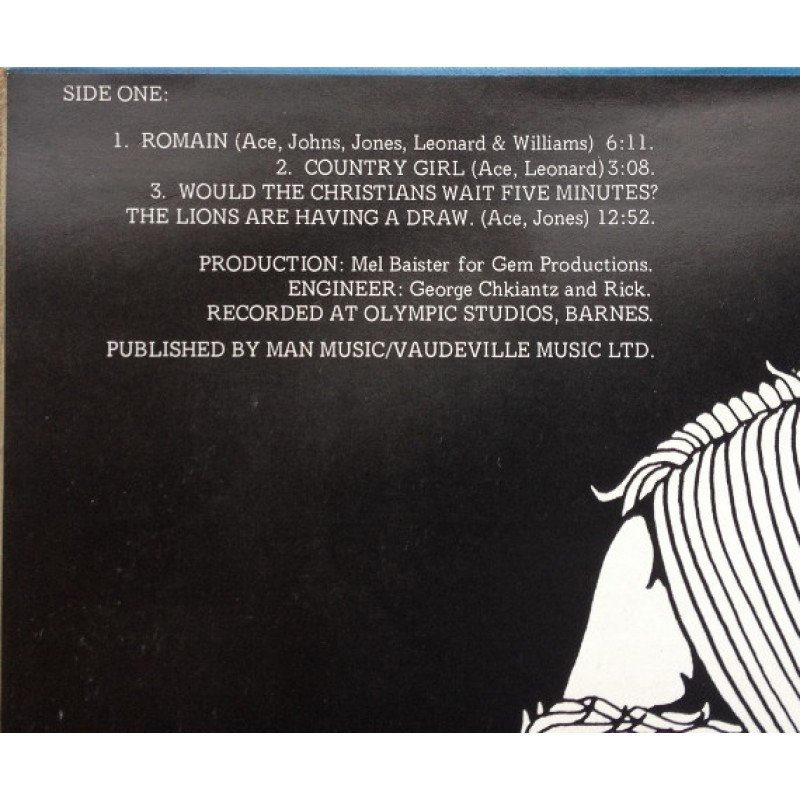 SIDE ONE:
1. ROMAIN (Ace, Johns, Jones, Leonard & Williams) 6:11.
2. COUNTRY GIRL (Ace, Leonard) 3:08.
3. WOULD THE CHRISTIANS WAIT FIVE MINUTES?
THE LIONS ARE HAVING A DRAW. (Ace, Jones) 12:52.
PRODUCTION: Mel Baister for Gem Productions.
ENGINEER: George Chkiantz and Rick.
RECORDED AT OLYMPIC STUDIOS, BARNES.
PUBLISHED BY MAN MUSIC/VAUDEVILLE MUSIC LTD.